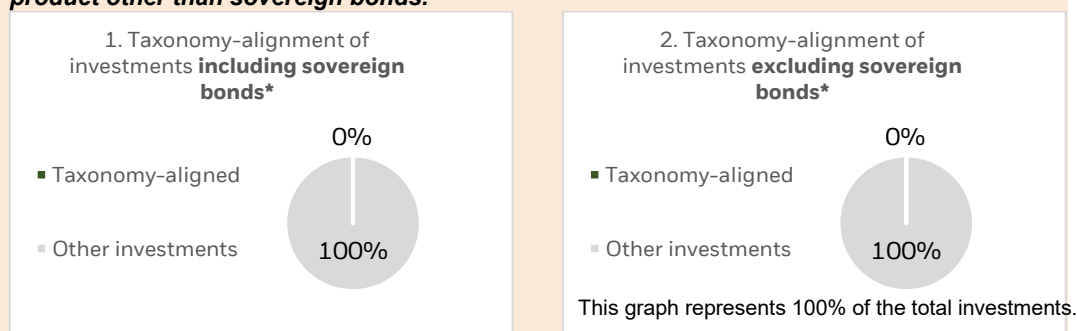 product other than sovereign bonds.
1. Taxonomy-alignment of
investments including sovereign
bonds*
0%
Taxonomy-aligned
Other investments
100%
2. Taxonomy-alignment of
investments excluding sovereign
bonds*
0%
Taxonomy-aligned
Other investments
100%
This graph represents 100% of the total investments.